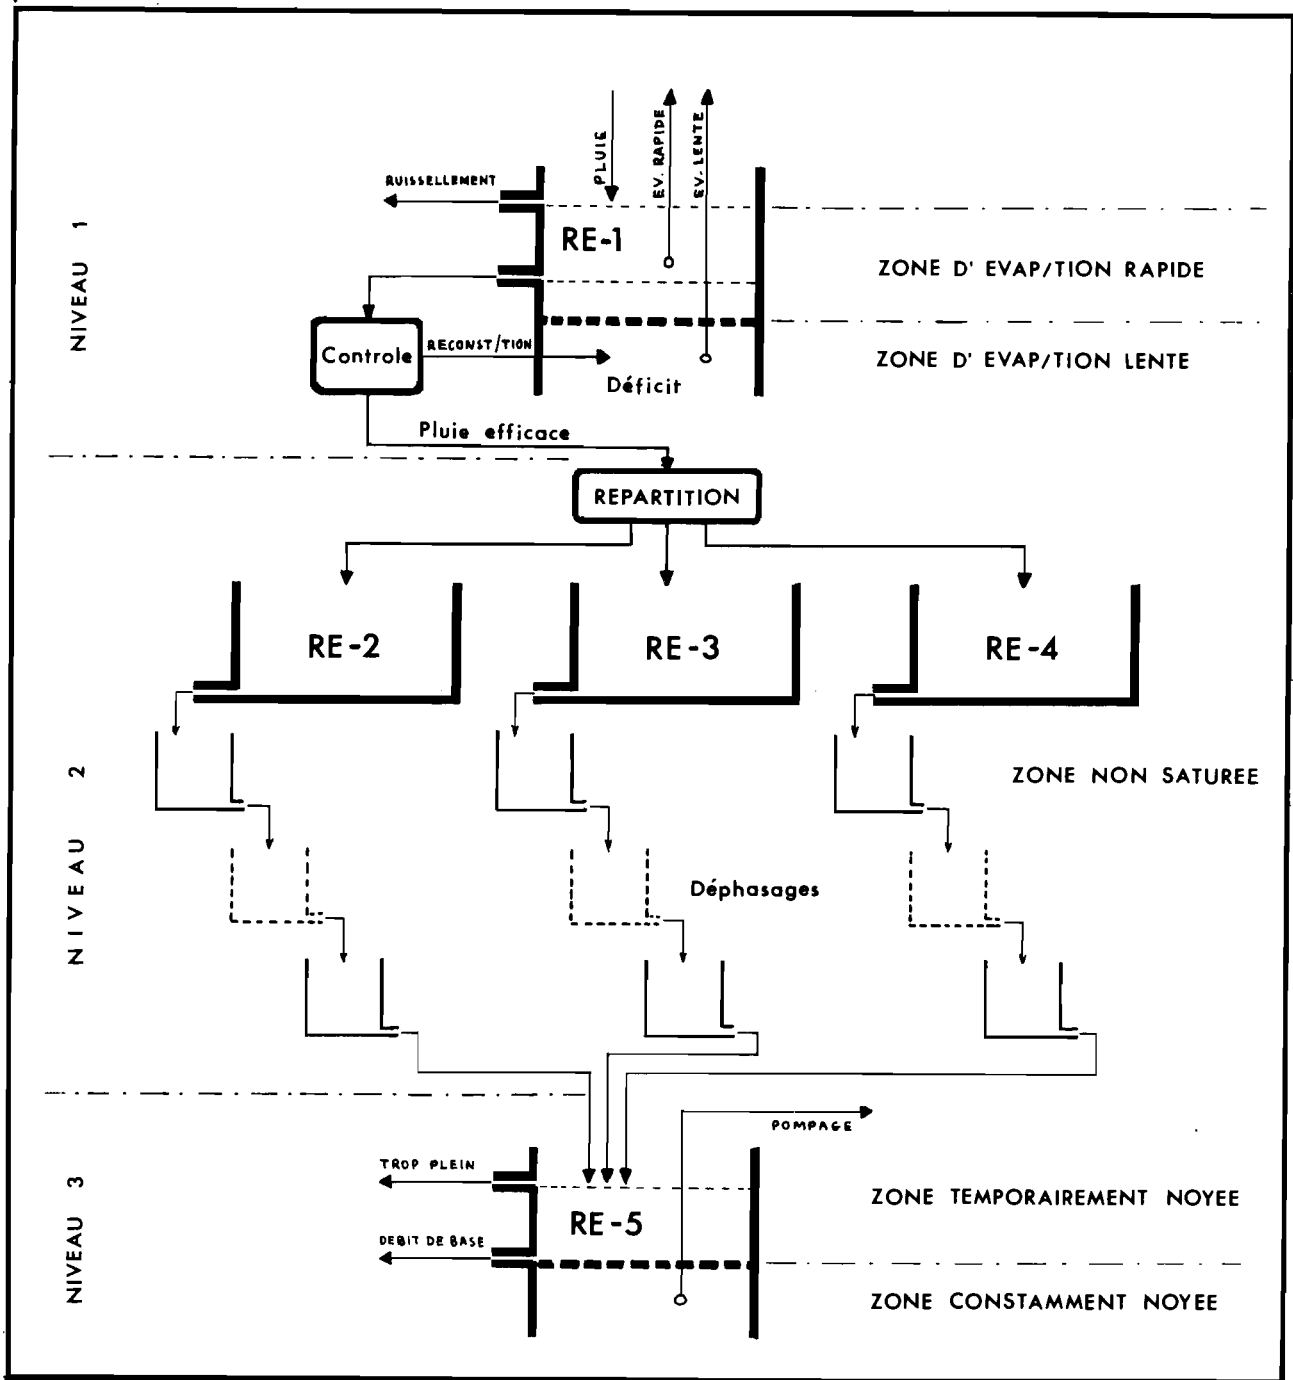 PLUIE
EV. RAPIDE
EV. LENTE
RUISSELLEMENT
RE-1
ZONE D' EVAP/TION RAPIDE
NIVEAU 1
Controle
RECONST/TION
ZONE D' EVAP/TION LENTE
Déficit
Pluie efficace
REPARTITION
RE-2
RE-3
RE-4
NIVEAU 2
ZONE NON SATUREE
Déphasages
POMPAGE
TROP PLEIN
NIVEAU 3
ZONE TEMPORAIREMENT NOYEE
RE-5
DEBIT DE BASE
ZONE CONSTAMMENT NOYEE